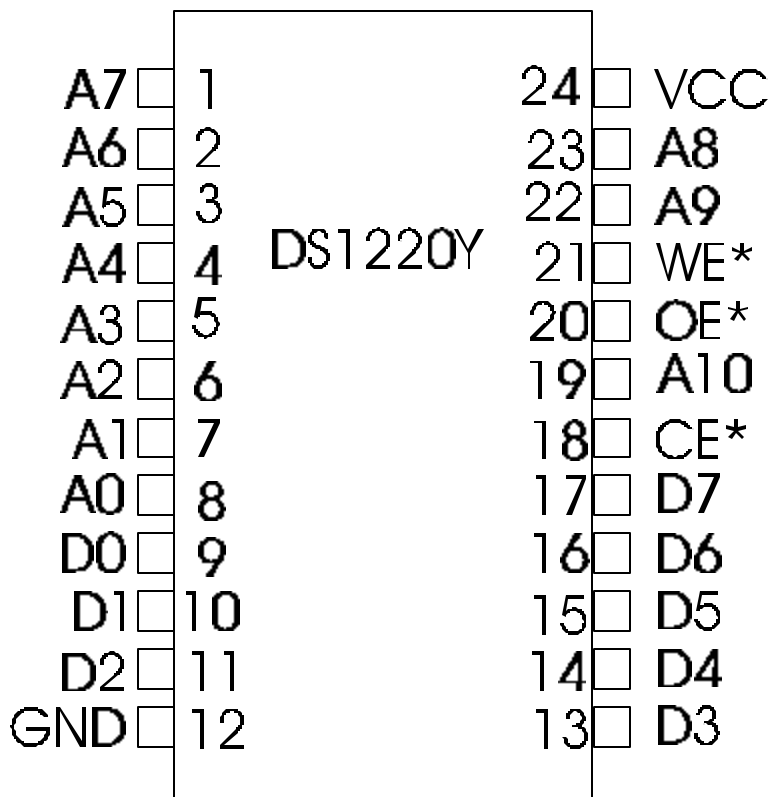 A7 1 24 VCC
A6 2 23 A8
A5 3 22 A9
DS1220Y
A4 4 21 WE*
A3 5 20 OE*
A2 6 19 A10
A1 7 18 CE*
A0 8 17 D7
D0 9 16 D6
D1 10 15 D5
D2 11 14 D4
GND 12 13 D3